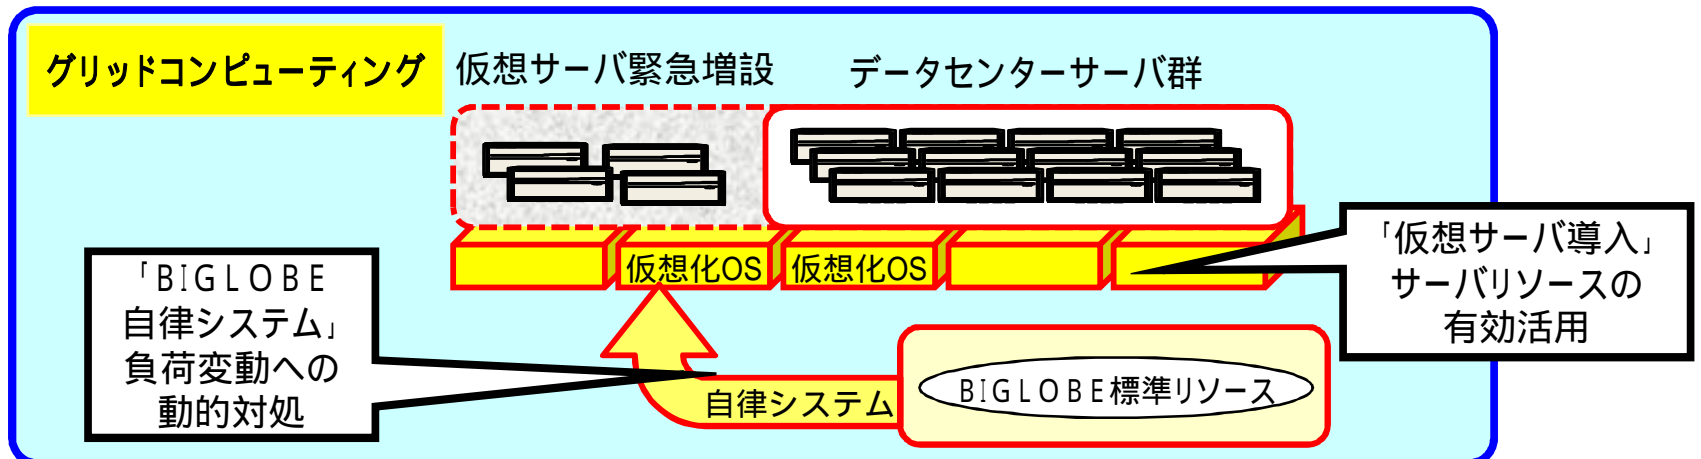 グリッドコンピューティング
仮想サーバ緊急増設
データセンターサーバ群
仮想化OS
仮想化OS
「仮想サーバ導入」
サーバリソースの
有効活用
「BIGLOBE
自律システム」
負荷変動への
動的対処
自律システム
BIGLOBE標準リソース